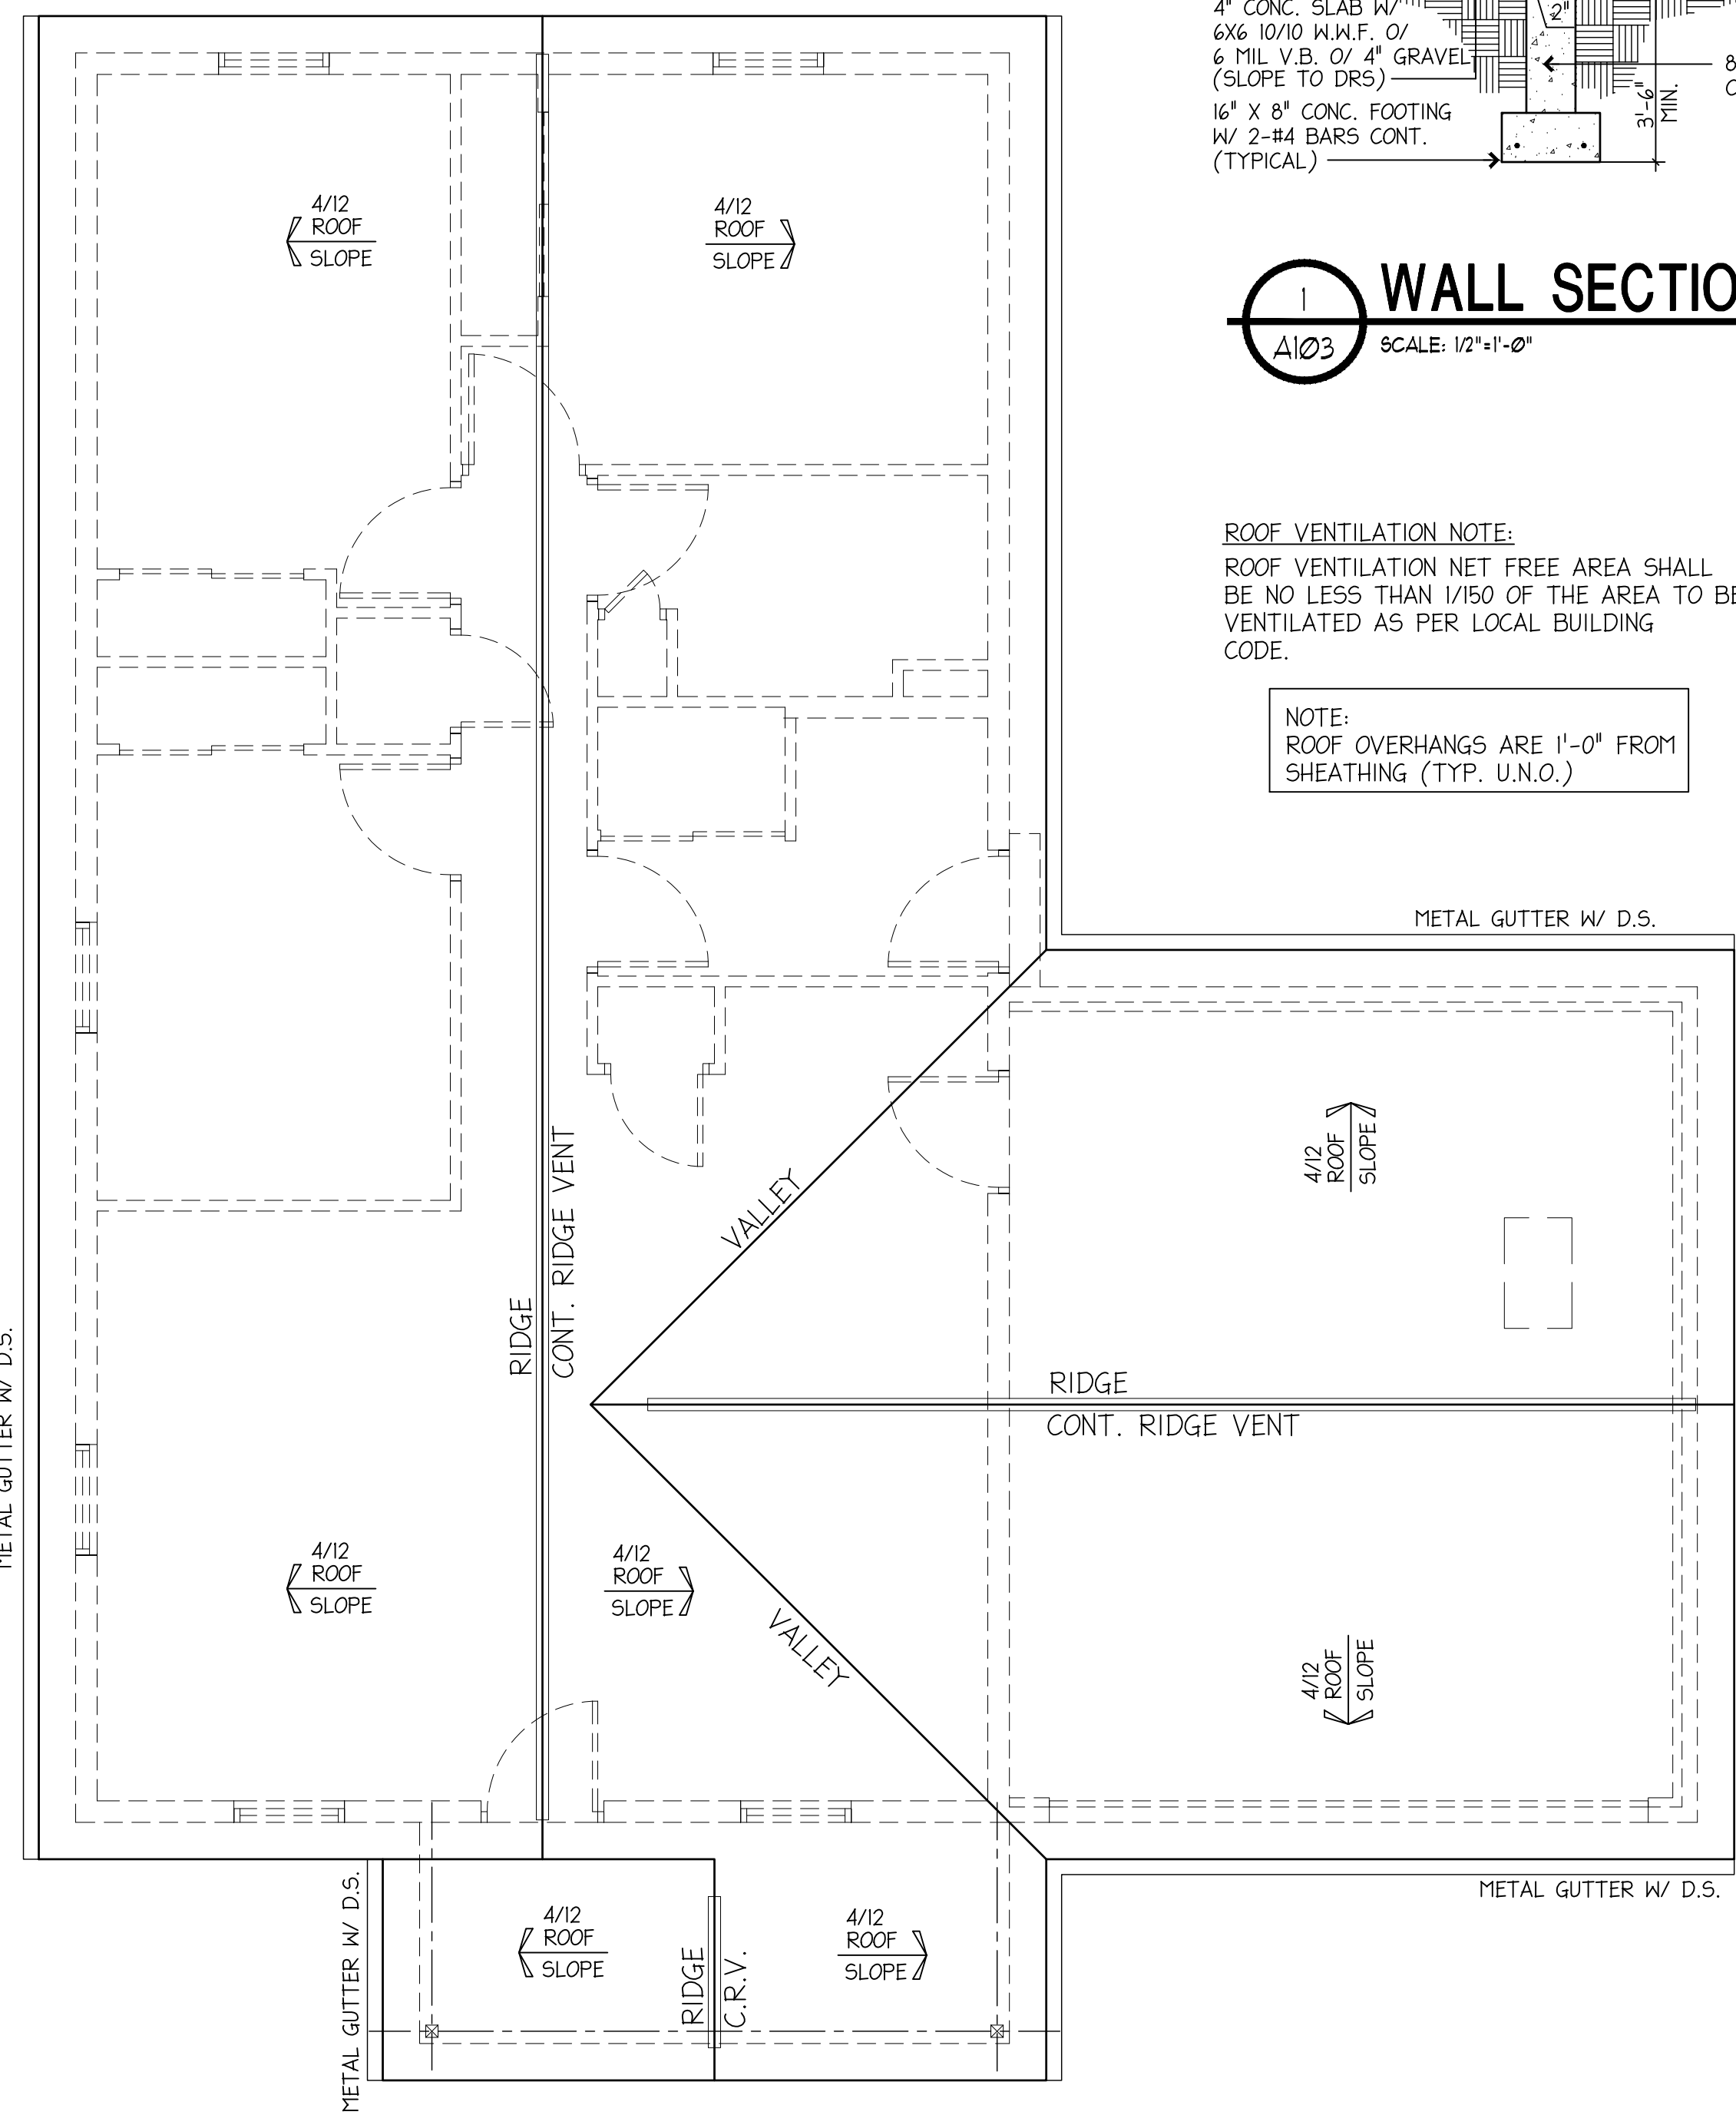 4" CONC. SLAB W/
6X6 10/10 W.W.F. O/
6 MIL V.B. O/ 4" GRAVEL
(SLOPE TO DRS)
16" X 8" CONC. FOOTING
W/ 2-#4 BARS CONT.
(TYPICAL)
2"
8
3'-6"
MIN.
1
A1Ø3
WALL SECTIO
SCALE: 1/2"=1'-Ø"
ROOF VENTILATION NOTE:
ROOF VENTILATION NET FREE AREA SHALL
BE NO LESS THAN 1/150 OF THE AREA TO BE
VENTILATED AS PER LOCAL BUILDING
CODE.
NOTE:
ROOF OVERHANGS ARE 1'-0" FROM
SHEATHING (TYP. U.N.O.)
4/12
ROOF
SLOPE
4/12
ROOF
SLOPE
METAL GUTTER W/ D.S.
4/12
ROOF
SLOPE
VALLEY
RIDGE
CONT. RIDGE VENT
METAL GUTTER W/ D.S.
RIDGE
CONT. RIDGE VENT
4/12
ROOF
SLOPE
4/12
ROOF
SLOPE
VALLEY
4/12
ROOF
SLOPE
METAL GUTTER W/ D.S.
METAL GUTTER W/ D.S.
4/12
ROOF
SLOPE
RIDGE
C.R.V.
4/12
ROOF
SLOPE